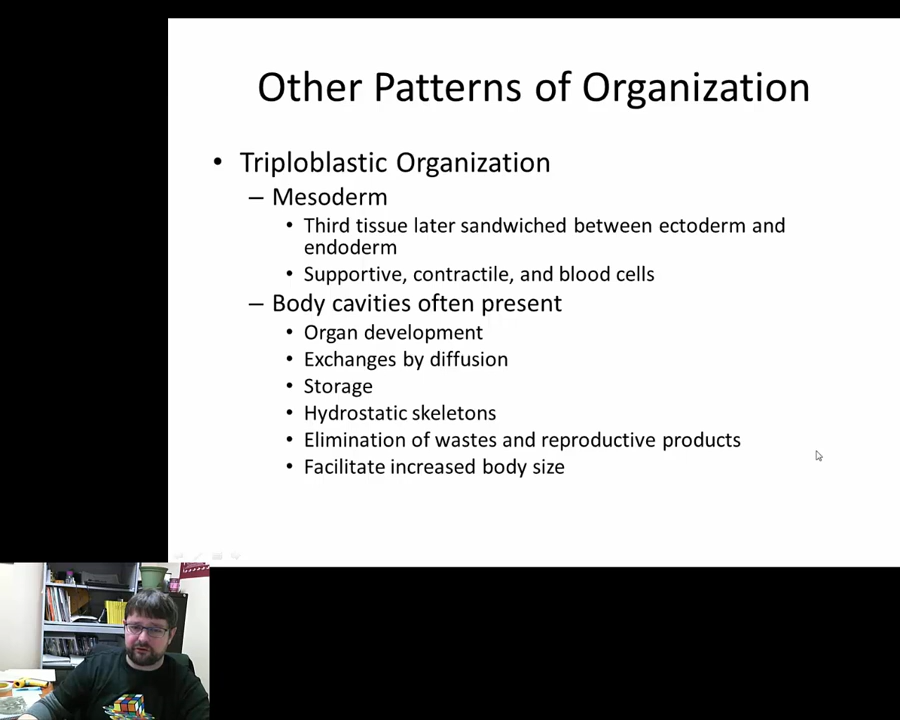 Other Patterns of Organization
• Triploblastic Organization
– Mesoderm
• Third tissue later sandwiched between ectoderm and
endoderm
• Supportive, contractile, and blood cells
– Body cavities often present
• Organ development
• Exchanges by diffusion
• Storage
• Hydrostatic skeletons
• Elimination of wastes and reproductive products
• Facilitate increased body size